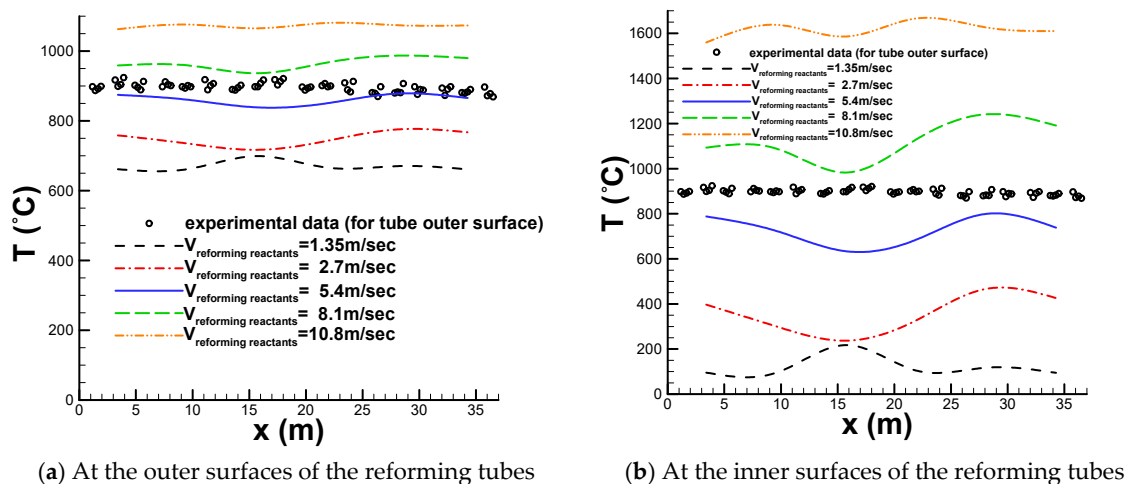 1000
800
600
400
200
0
T (°C)
experimental data (for tube outer surface)
Vreforming reactants=1.35m/sec
Vreforming reactants= 2.7m/sec
Vreforming reactants= 5.4m/sec
Vreforming reactants= 8.1m/sec
Vreforming reactants=10.8m/sec
0 5 10 15 20 25 30 35
x (m)
(a) At the outer surfaces of the reforming tubes
1600
1400
1200
1000
800
600
400
200
0
T (°C)
experimental data (for tube outer surface)
Vreforming reactants=1.35m/sec
Vreforming reactants= 2.7m/sec
Vreforming reactants= 5.4m/sec
Vreforming reactants= 8.1m/sec
Vreforming reactants=10.8m/sec
0 5 10 15 20 25 30 35
x (m)
(b) At the inner surfaces of the reforming tubes